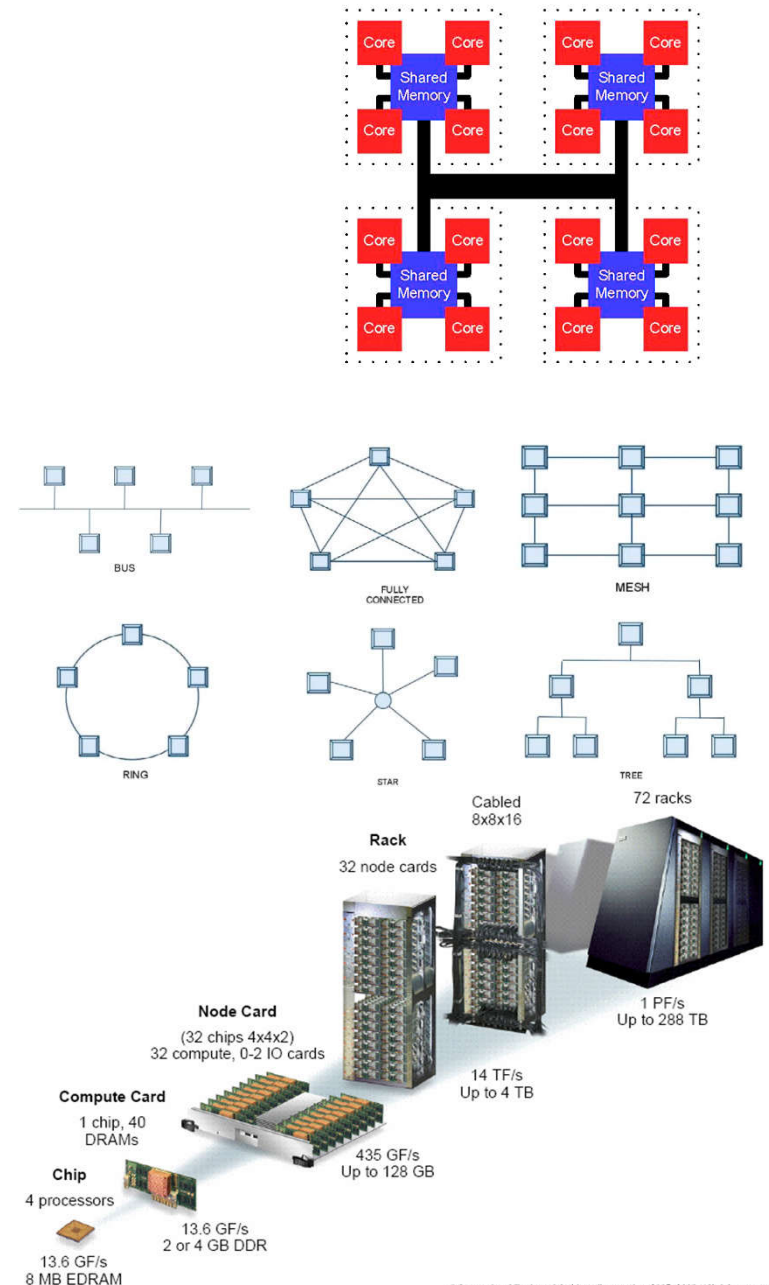 Core
Core
Shared
Memory
Core
Core
Core
Core
Shared
Memory
Core
Core
Core
Core
Shared
Memory
Core
Core
Core
Core
Shared
Memory
Core
Core
BUS
FULLY
CONNECTED
MESH
RING
STAR
TREE
Cabled
8x8x16
72 racks
Rack
32 node cards
1 PF/s
Up to 288 TB
Node Card
(32 chips 4x4x2)
32 compute, 0-2 IO cards
14 TF/s
Up to 4 TB
Compute Card
1 chip, 40
DRAMs
435 GF/s
Up to 128 GB
Chip
4 processors
13.6 GF/s
2 or 4 GB DDR
13.6 GF/s
8 MB EDRAM